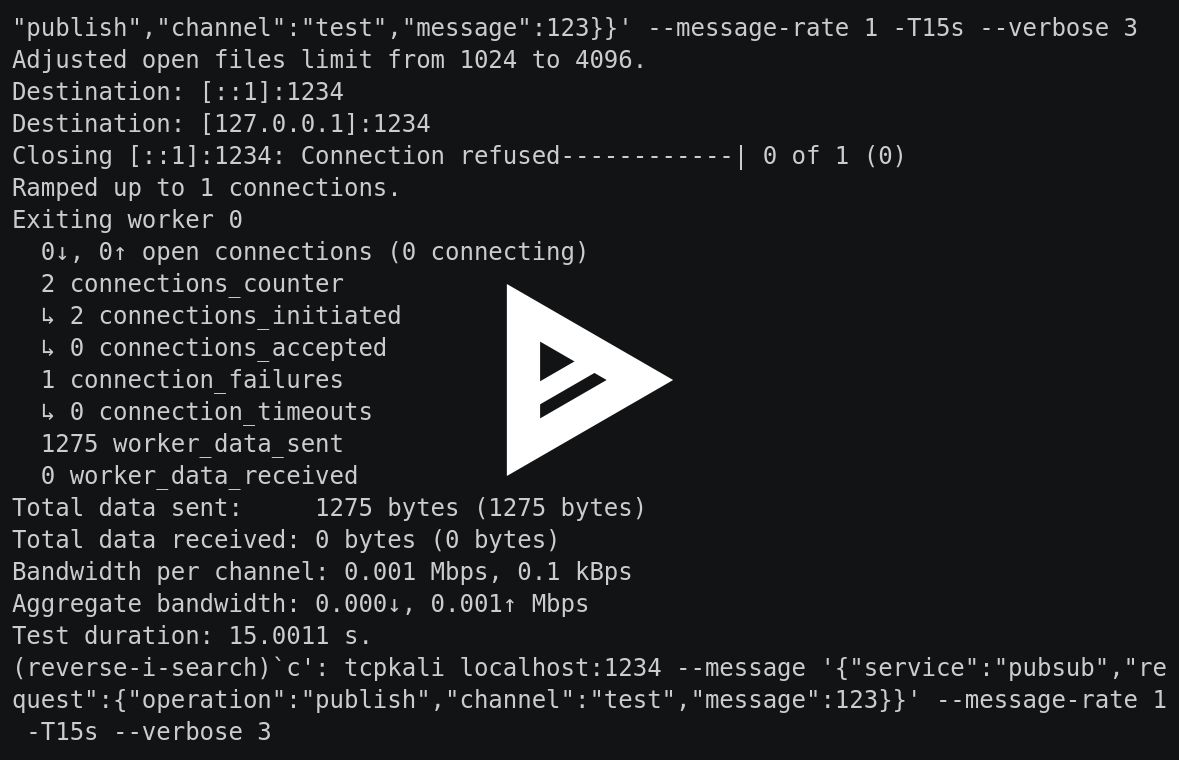 "publish","channel":"test","message":123}}' --message-rate 1 -T15s --verbose 3
Adjusted open files limit from 1024 to 4096.
Destination: [::1]:1234
Destination: [127.0.0.1]:1234
Closing [::1]:1234: Connection refused------------| 0 of 1 (0)
Ramped up to 1 connections.
Exiting worker 0
  0↓, 0↑ open connections (0 connecting)
  2 connections_counter
  ↳ 2 connections_initiated
  ↳ 0 connections_accepted
  1 connection_failures
  ↳ 0 connection_timeouts
  1275 worker_data_sent
  0 worker_data_received
Total data sent:     1275 bytes (1275 bytes)
Total data received: 0 bytes (0 bytes)
Bandwidth per channel: 0.001 Mbps, 0.1 kBps
Aggregate bandwidth: 0.000↓, 0.001↑ Mbps
Test duration: 15.0011 s.
(reverse-i-search)`c': tcpkali localhost:1234 --message '{"service":"pubsub","re
quest":{"operation":"publish","channel":"test","message":123}}' --message-rate 1
 -T15s --verbose 3